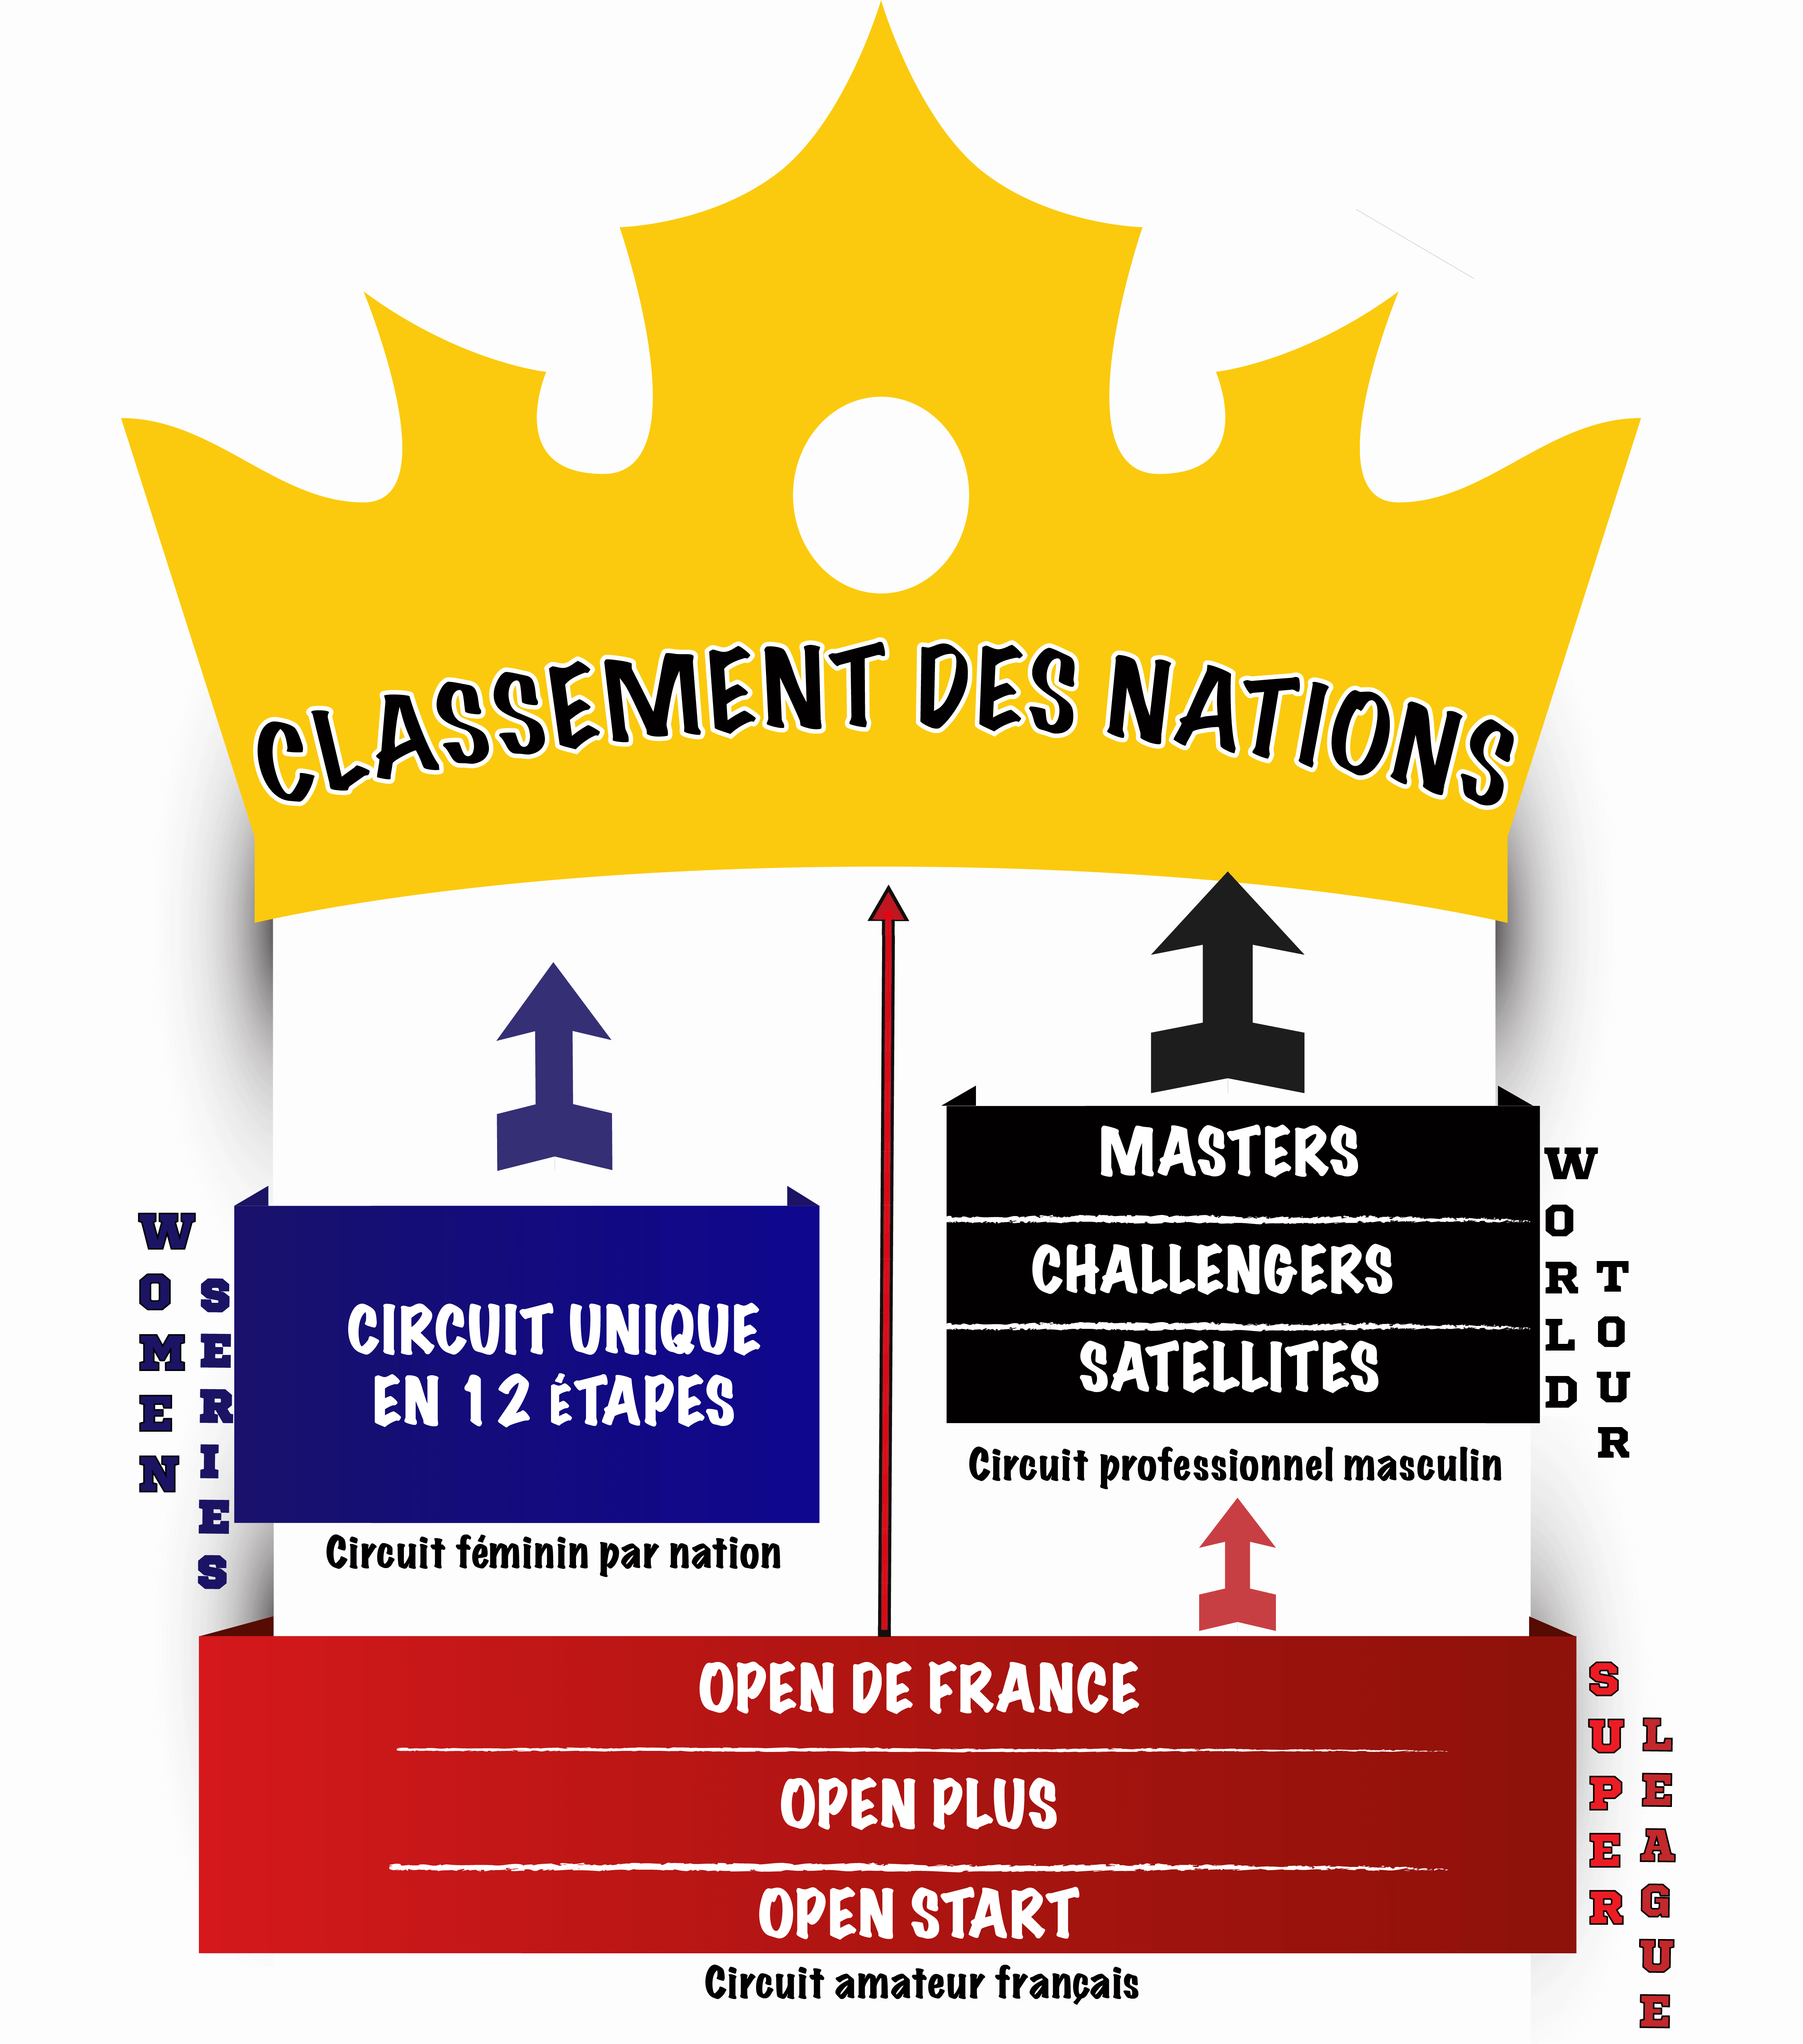 CLASSEMENT DES NATIONS
MASTERS
CHALLENGERS
SATELLITES
WORLD
TOUR
Circuit professionnel masculin
WOMEN
SERIES
CIRCUIT UNIQUE
EN 12 ÉTAPES
Circuit féminin par nation
OPEN DE FRANCE
OPEN PLUS
OPEN START
SUPER
LEAGUE
Circuit amateur français